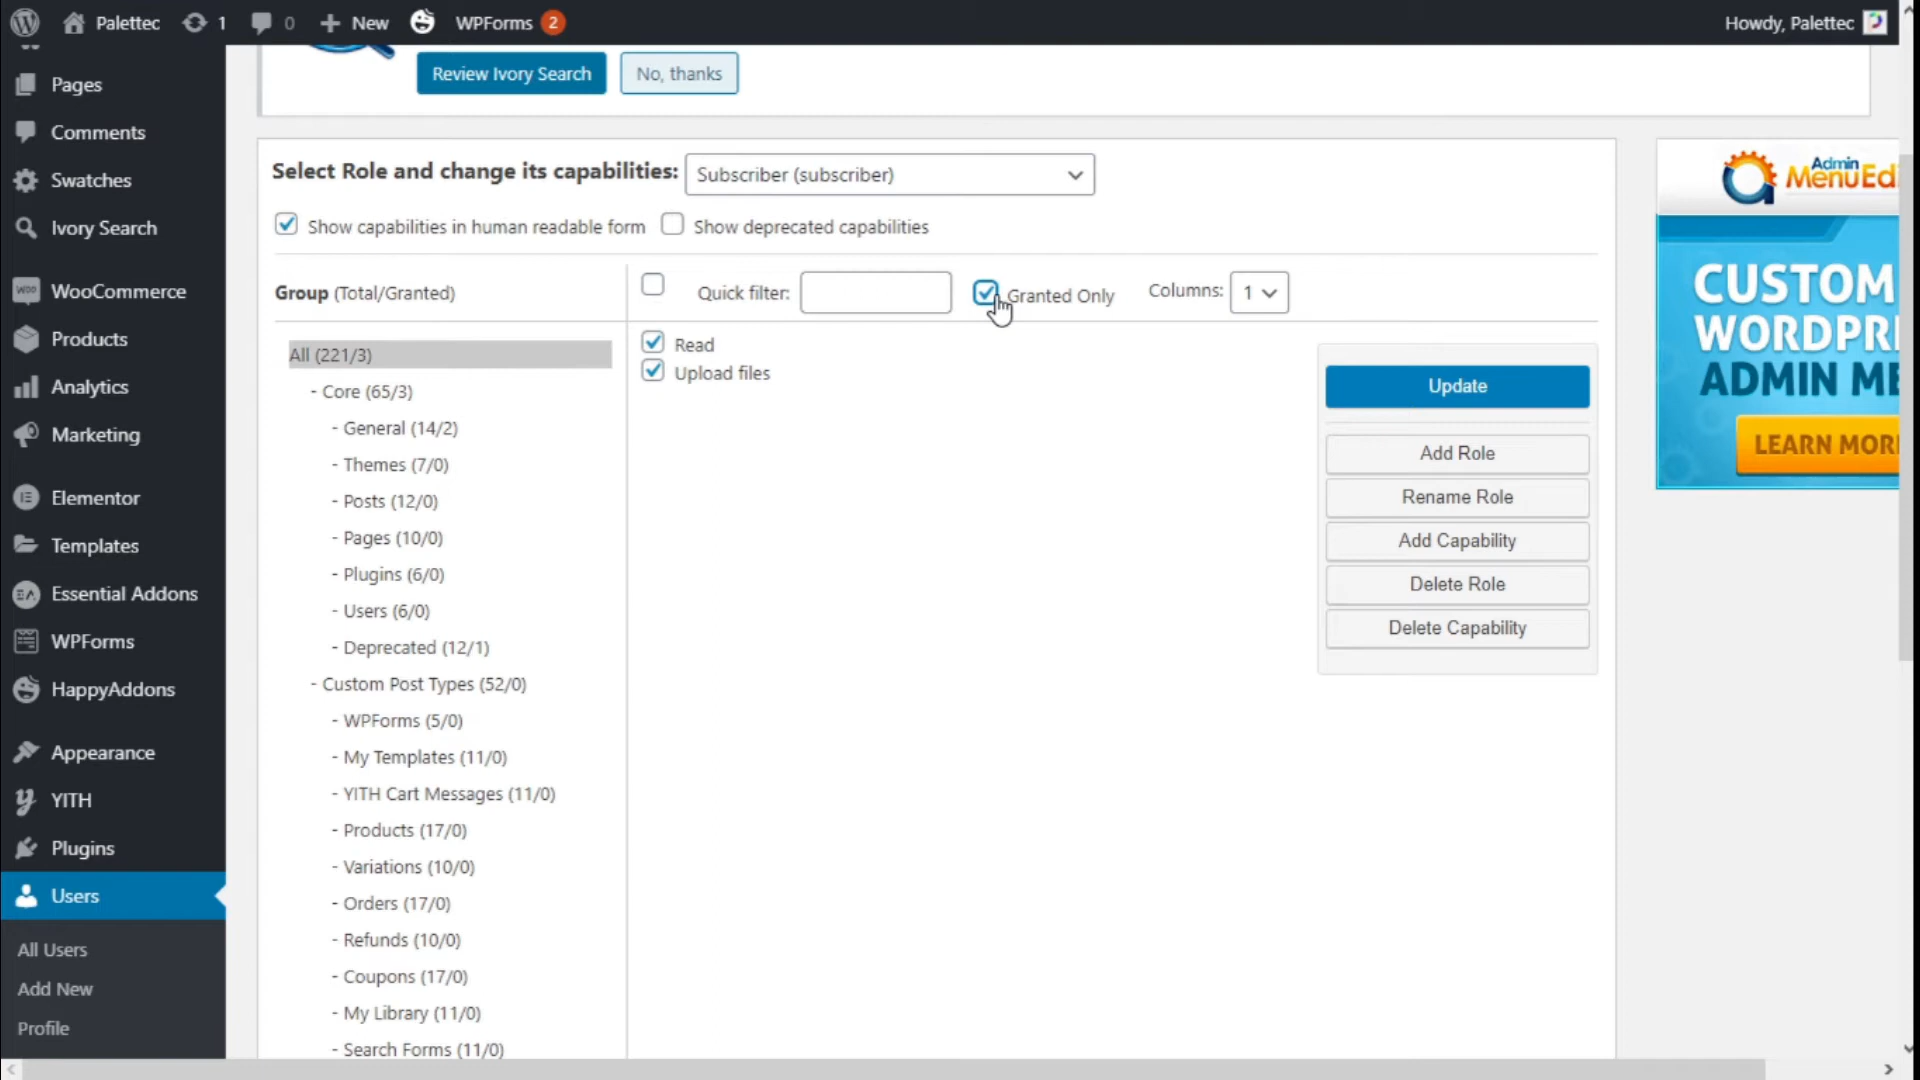 Palettec 1 0 New WPForms 2 Howdy, Palettec
Pages
Comments
Swatches
Ivory Search
WooCommerce
Products
Analytics
Marketing
Elementor
Templates
Essential Addons
WPForms
HappyAddons
Appearance
YITH
Plugins
Users
All Users
Add New
Profile
Review Ivory Search No, thanks
Select Role and change its capabilities: Subscriber (subscriber)
Show capabilities in human readable form Show deprecated capabilities
Group (Total/Granted) Quick filter: Granted Only Columns: 1
All (221/3)
- Core (65/3)
- General (14/2)
- Themes (7/0)
- Posts (12/0)
- Pages (10/0)
- Plugins (6/0)
- Users (6/0)
- Deprecated (12/1)
- Custom Post Types (52/0)
- WPForms (5/0)
- My Templates (11/0)
- YITH Cart Messages (11/0)
- Products (17/0)
- Variations (10/0)
- Orders (17/0)
- Refunds (10/0)
- Coupons (17/0)
- My Library (11/0)
- Search Forms (11/0)
Read
Upload files
Update
Add Role
Rename Role
Add Capability
Delete Role
Delete Capability
Admin
MenuEdi
CUSTOM
WORDPRE
ADMIN ME
LEARN MOR